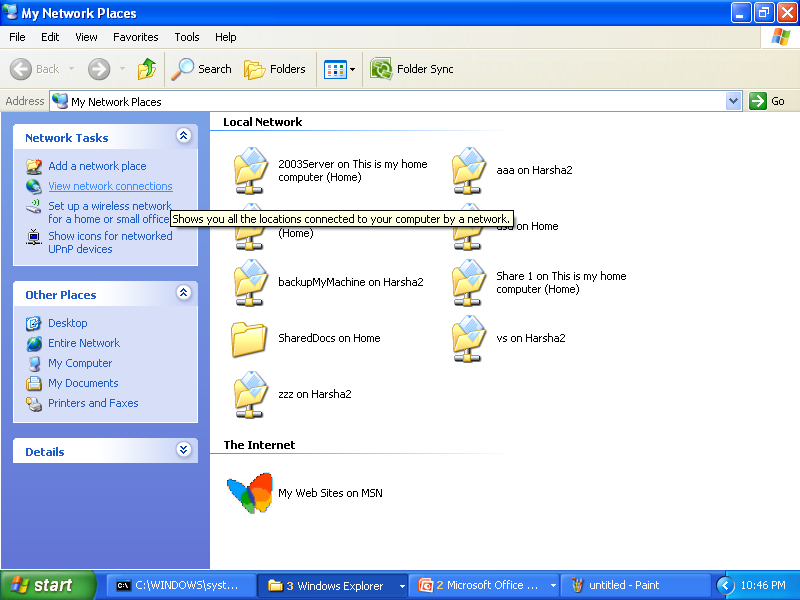 My Network Places
File Edit View Favorites Tools Help
Back Search Folders Folder Sync
Address My Network Places Go
Network Tasks
Add a network place
View network connections
Set up a wireless network
for a home or small office
Show icons for networked
UPnP devices
Other Places
Desktop
Entire Network
My Computer
My Documents
Printers and Faxes
Details
Local Network
2003Server on This is my home
computer (Home)
aaa on Harsha2
Shows you all the locations connected to your computer by a network.
(Home)
on Home
backupMyMachine on Harsha2
Share 1 on This is my home
computer (Home)
SharedDocs on Home
vs on Harsha2
zzz on Harsha2
The Internet
My Web Sites on MSN
start C:\WINDOWS\syst... 3 Windows Explorer 2 Microsoft Office ... untitled - Paint 10:46 PM